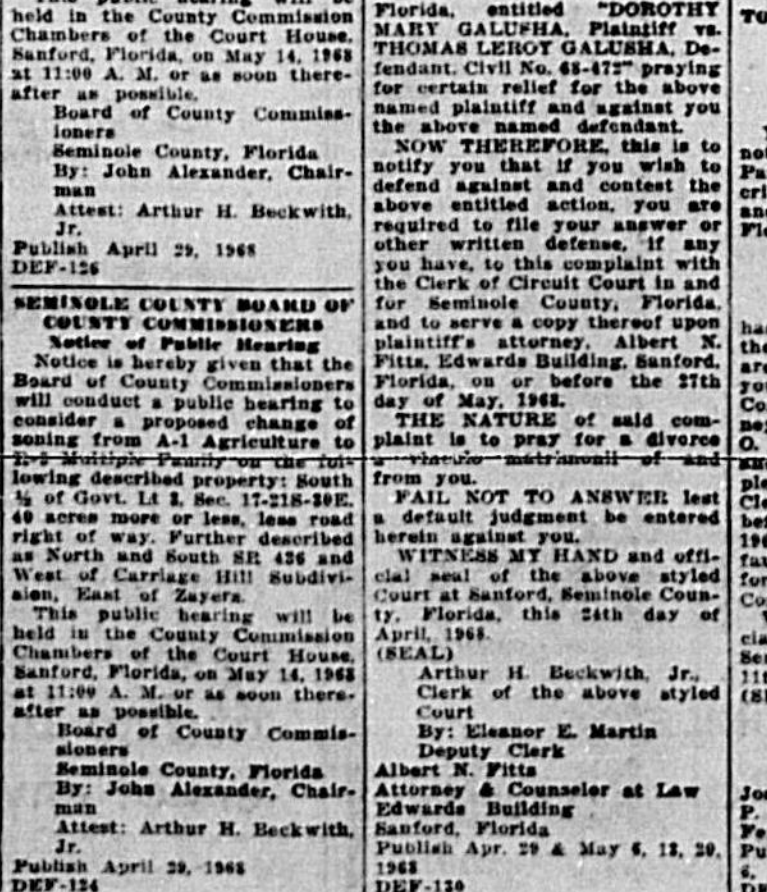 held in the County Commission
Chambers of the Court House,
Sanford, Florida, on May 14, 1968
at 11:00 A. M. or as soon there-
after as possible.
Board of County Commiss-
ioners
Seminole County, Florida
By: John Alexander, Chair-
man
Attest: Arthur H. Beckwith,
Jr.
Publish April 29, 1968
DEF-126
SEMINOLE COUNTY BOARD OF
COUNTY COMMISSIONERS
Notice of Public Hearing
Notice is hereby given that the
Board of County Commissioners
will conduct a public hearing to
consider a proposed change of
zoning from A-1 Agriculture to
Multiple Family on the fol-
lowing described property: South
½ of Govt. Lt 3, Sec. 17-21S-30E.
40 acres more or less, less road
right of way. Further described
as North and South SR 436 and
West of Carriage Hill Subdivi-
sion, East of Zayers.
This public hearing will be
held in the County Commission
Chambers of the Court House,
Sanford, Florida, on May 14, 1968
at 11:00 A. M. or as soon there-
after as possible.
Board of County Commis-
sioners
Seminole County, Florida
By: John Alexander, Chair-
man
Attest: Arthur H. Beckwith,
Jr.
Publish April 29, 1968
DEF-124
Florida, entitled "DOROTHY
MARY GALUSHA, Plaintiff vs.
THOMAS LEROY GALUSHA, De-
fendant. Civil No. 68-472" praying
for certain relief for the above
named plaintiff and against you
the above named defendant.
NOW THEREFORE, this is to
notify you that if you wish to
defend against and contest the
above entitled action, you are
required to file your answer or
other written defense, if any
you have, to this complaint with
the Clerk of Circuit Court in and
for Seminole County, Florida,
and to serve a copy thereof upon
plaintiff's attorney, Albert N.
Fitts, Edwards Building, Sanford,
Florida, on or before the 27th
day of May, 1968.
THE NATURE of said com-
plaint is to pray for a divorce
a vinculo matrimonii of and
from you.
FAIL NOT TO ANSWER lest
a default judgment be entered
herein against you.
WITNESS MY HAND and offi-
cial seal of the above styled
Court at Sanford, Seminole Coun-
ty, Florida, this 24th day of
April, 1968.
(SEAL)
Arthur H. Beckwith, Jr.,
Clerk of the above styled
Court
By: Eleanor E. Martin
Deputy Clerk
Albert N. Fitts
Attorney & Counselor at Law
Edwards Building
Sanford, Florida
Publish Apr. 29 & May 6, 13, 20,
1968
DEF-130